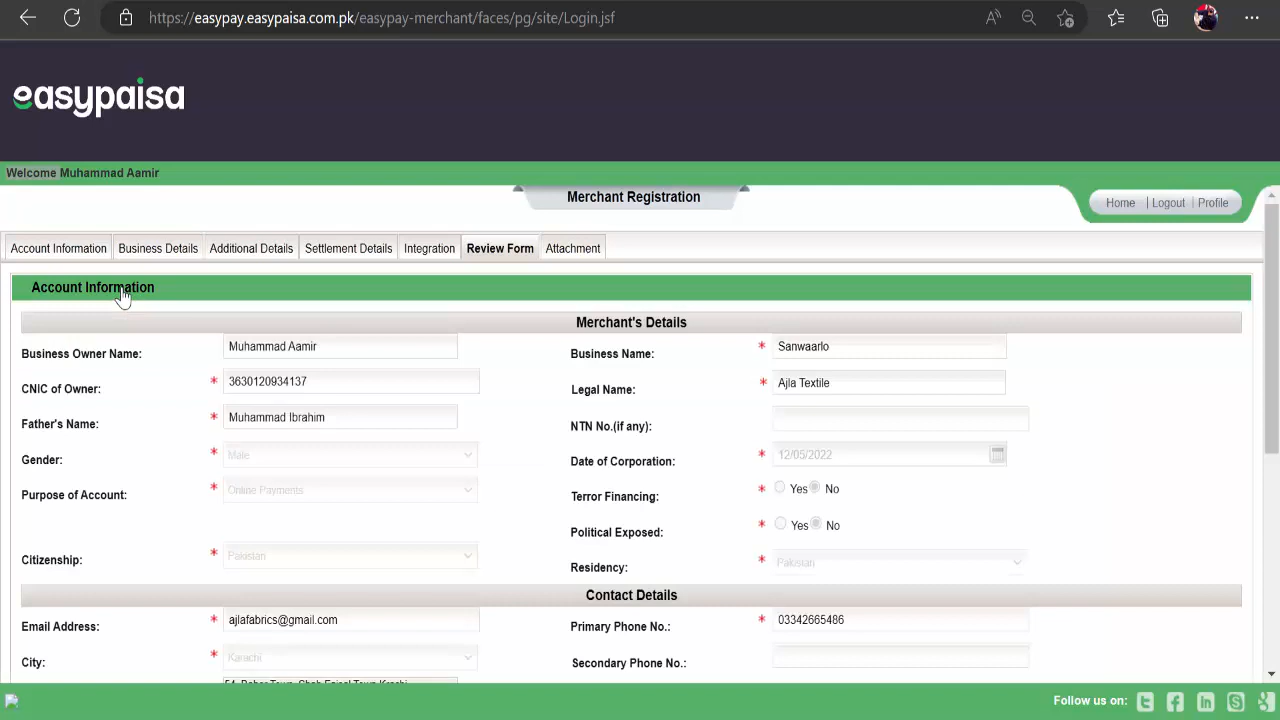 https://easypay.easypaisa.com.pk/easypay-merchant/faces/pg/site/Login.jsf
easypaisa
Welcome Muhammad Aamir
Merchant Registration
Home | Logout | Profile
Account Information Business Details Additional Details Settlement Details Integration Review Form Attachment
Account Information
Merchant's Details
Business Owner Name: Muhammad Aamir Business Name: * Sanwaarlo
CNIC of Owner: * 3630120934137 Legal Name: * Ajla Textile
Father's Name: * Muhammad Ibrahim NTN No.(if any):
Gender: * Male Date of Corporation: * 12/05/2022
Purpose of Account: * Online Payments Terror Financing: * Yes No
Political Exposed: * Yes No
Citizenship: * Pakistan Residency: * Pakistan
Contact Details
Email Address: * ajlafabrics@gmail.com Primary Phone No.: * 03342665486
City: * Karachi Secondary Phone No.:
Follow us on: